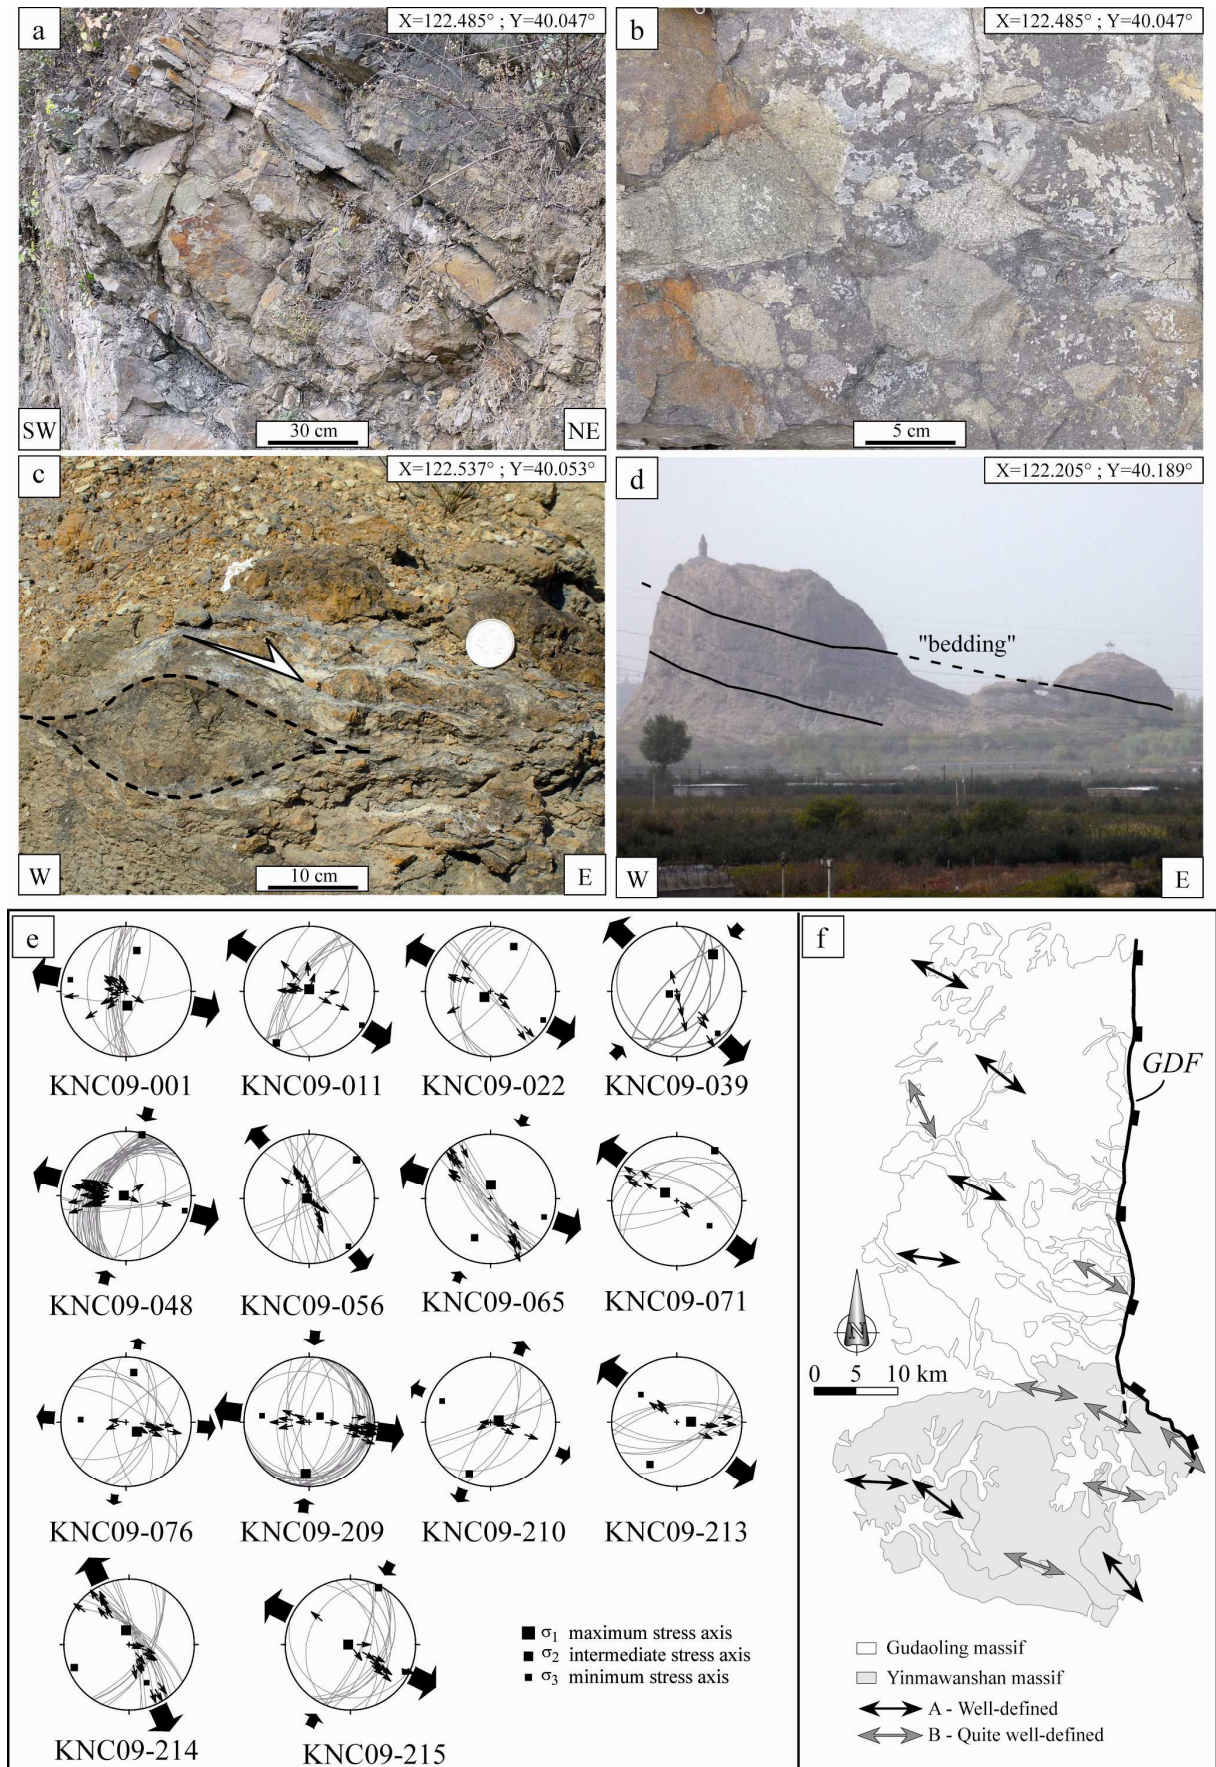 a
X=122.485° ; Y=40.047°
SW
30 cm
NE
b
X=122.485° ; Y=40.047°
5 cm
c
X=122.537° ; Y=40.053°
W
10 cm
E
d
X=122.205° ; Y=40.189°
"bedding"
W
E
e
KNC09-001
KNC09-011
KNC09-022
KNC09-039
KNC09-048
KNC09-056
KNC09-065
KNC09-071
KNC09-076
KNC09-209
KNC09-210
KNC09-213
KNC09-214
KNC09-215
σ1 maximum stress axis
σ2 intermediate stress axis
σ3 minimum stress axis
f
GDF
N
0 5 10 km
Gudaoling massif
Yinmawanshan massif
A - Well-defined
B - Quite well-defined